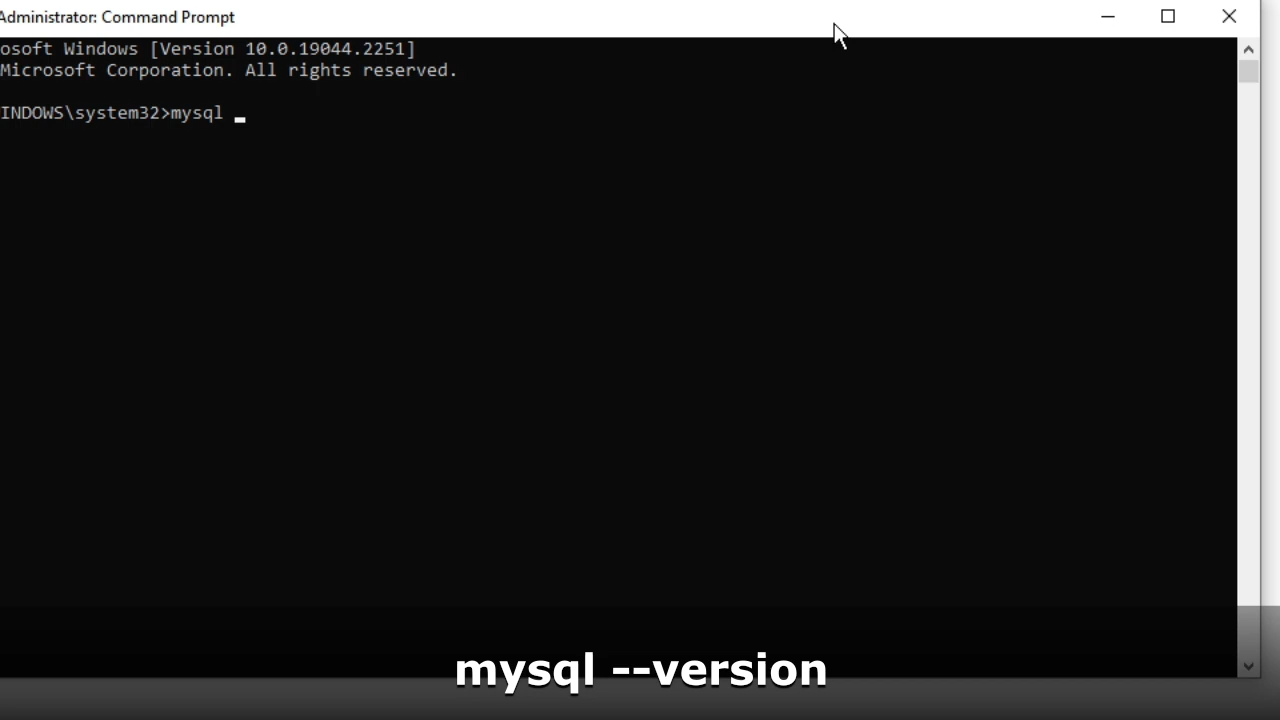 Administrator: Command Prompt
osoft Windows [Version 10.0.19044.2251]
Microsoft Corporation. All rights reserved.
INDOWS\system32>mysql
mysql --version